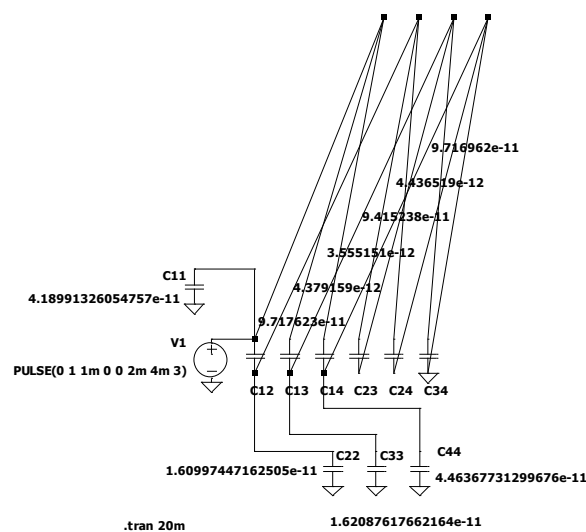 9.716962e-11
4.436519e-12
9.415238e-11
3.555151e-12
C11
4.379159e-12
4.18991326054757e-11
9.717623e-11
V1
PULSE(0 1 1m 0 0 2m 4m 3)
C12 C13 C14 C23 C24 C34
C22 C33 C44
1.60997447162505e-11
4.46367731299676e-11
1.62087617662164e-11
.tran 20m